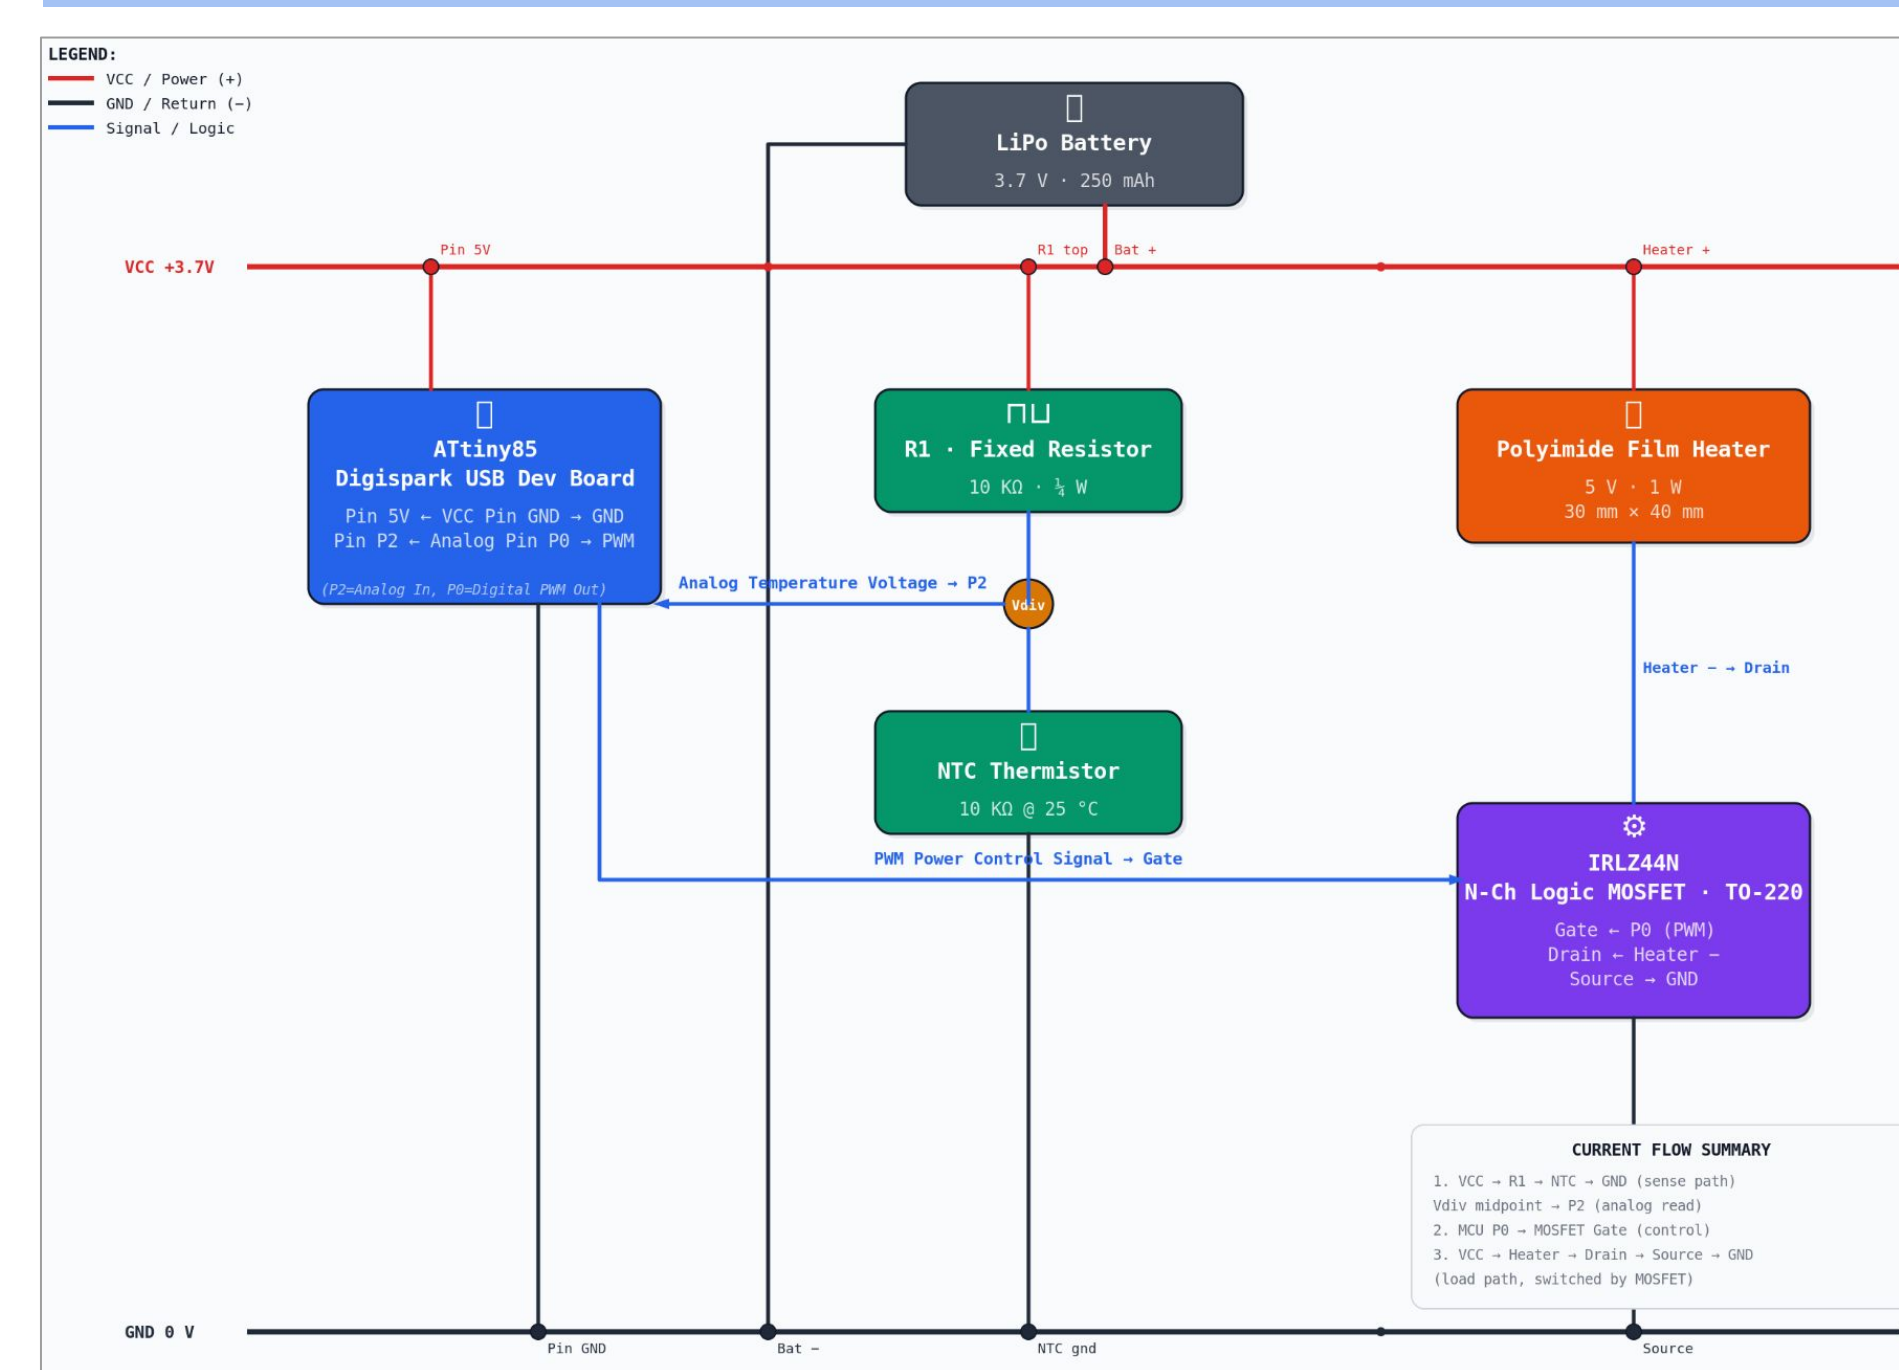 LEGEND:
VCC / Power (+)
GND / Return (−)
Signal / Logic
LiPo Battery
3.7 V · 250 mAh
VCC +3.7V
Pin 5V
R1 top
Bat +
Heater +
ATtiny85
Digispark USB Dev Board
Pin 5V ← VCC Pin GND → GND
Pin P2 ← Analog Pin P0 → PWM
(P2=Analog In, P0=Digital PWM Out)
R1 · Fixed Resistor
10 KΩ · ¼ W
Polyimide Film Heater
5 V · 1 W
30 mm × 40 mm
Analog Temperature Voltage → P2
Vdiv
Heater − → Drain
NTC Thermistor
10 KΩ @ 25 °C
PWM Power Control Signal → Gate
IRLZ44N
N-Ch Logic MOSFET · TO-220
Gate ← P0 (PWM)
Drain ← Heater −
Source → GND
CURRENT FLOW SUMMARY
1. VCC → R1 → NTC → GND (sense path)
Vdiv midpoint → P2 (analog read)
2. MCU P0 → MOSFET Gate (control)
3. VCC → Heater → Drain → Source → GND
(load path, switched by MOSFET)
GND 0 V
Pin GND
Bat −
NTC gnd
Source